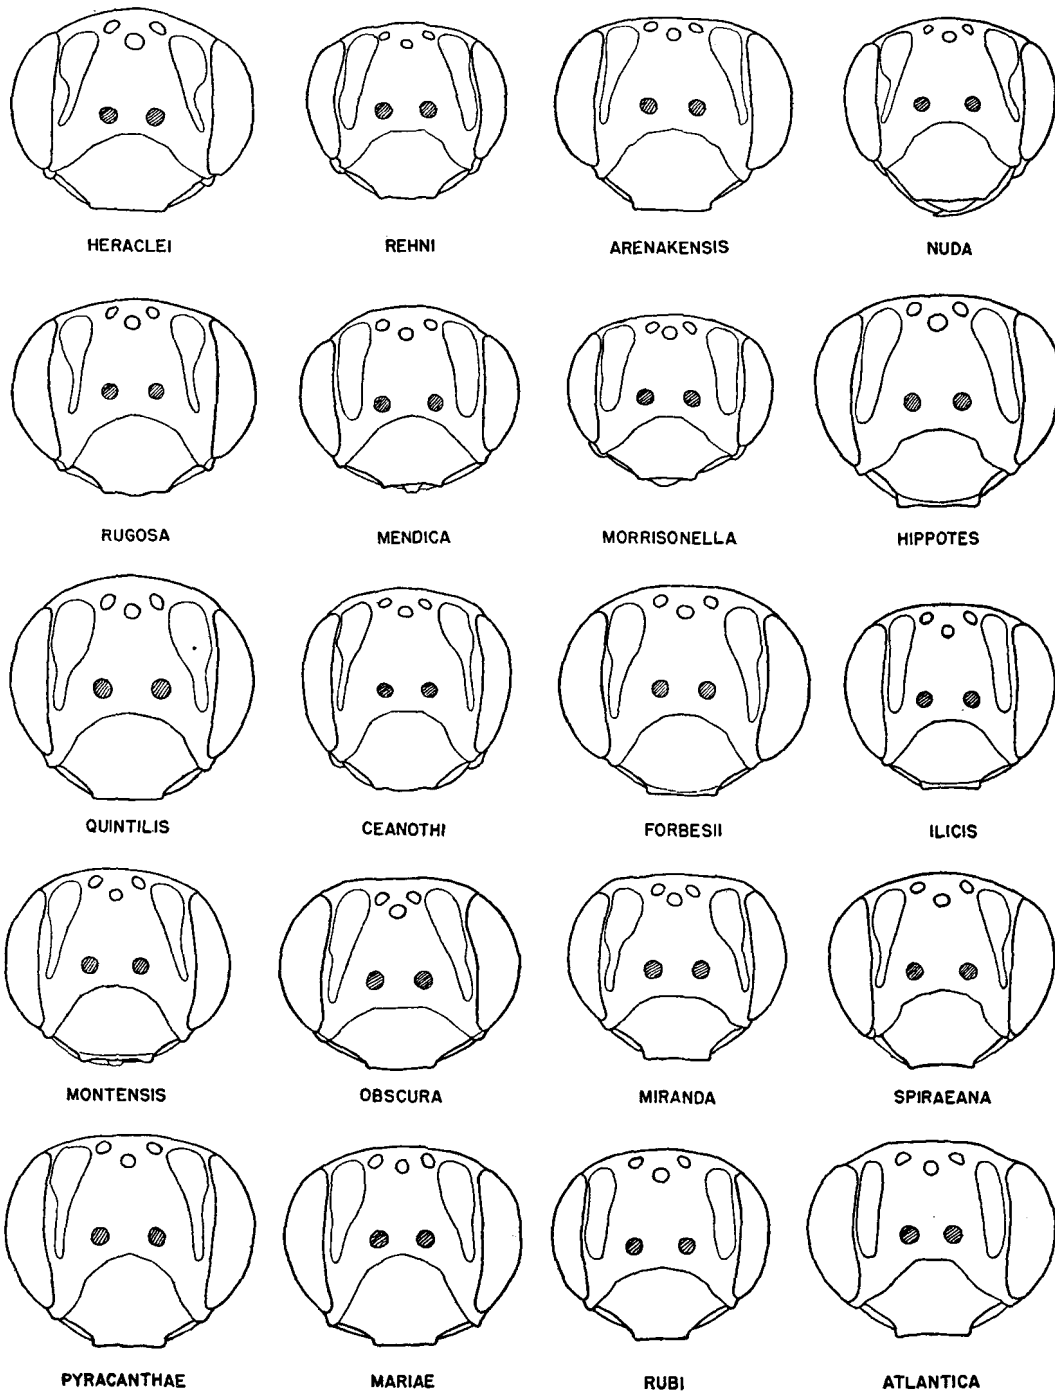 HERACLEI
REHNI
ARENAKENSIS
NUDA
RUGOSA
MENDICA
MORRISONELLA
HIPPOTES
QUINTILIS
CEANOTHI
FORBESII
ILICIS
MONTENSIS
OBSCURA
MIRANDA
SPIRAEANA
PYRACANTHAE
MARIAE
RUBI
ATLANTICA